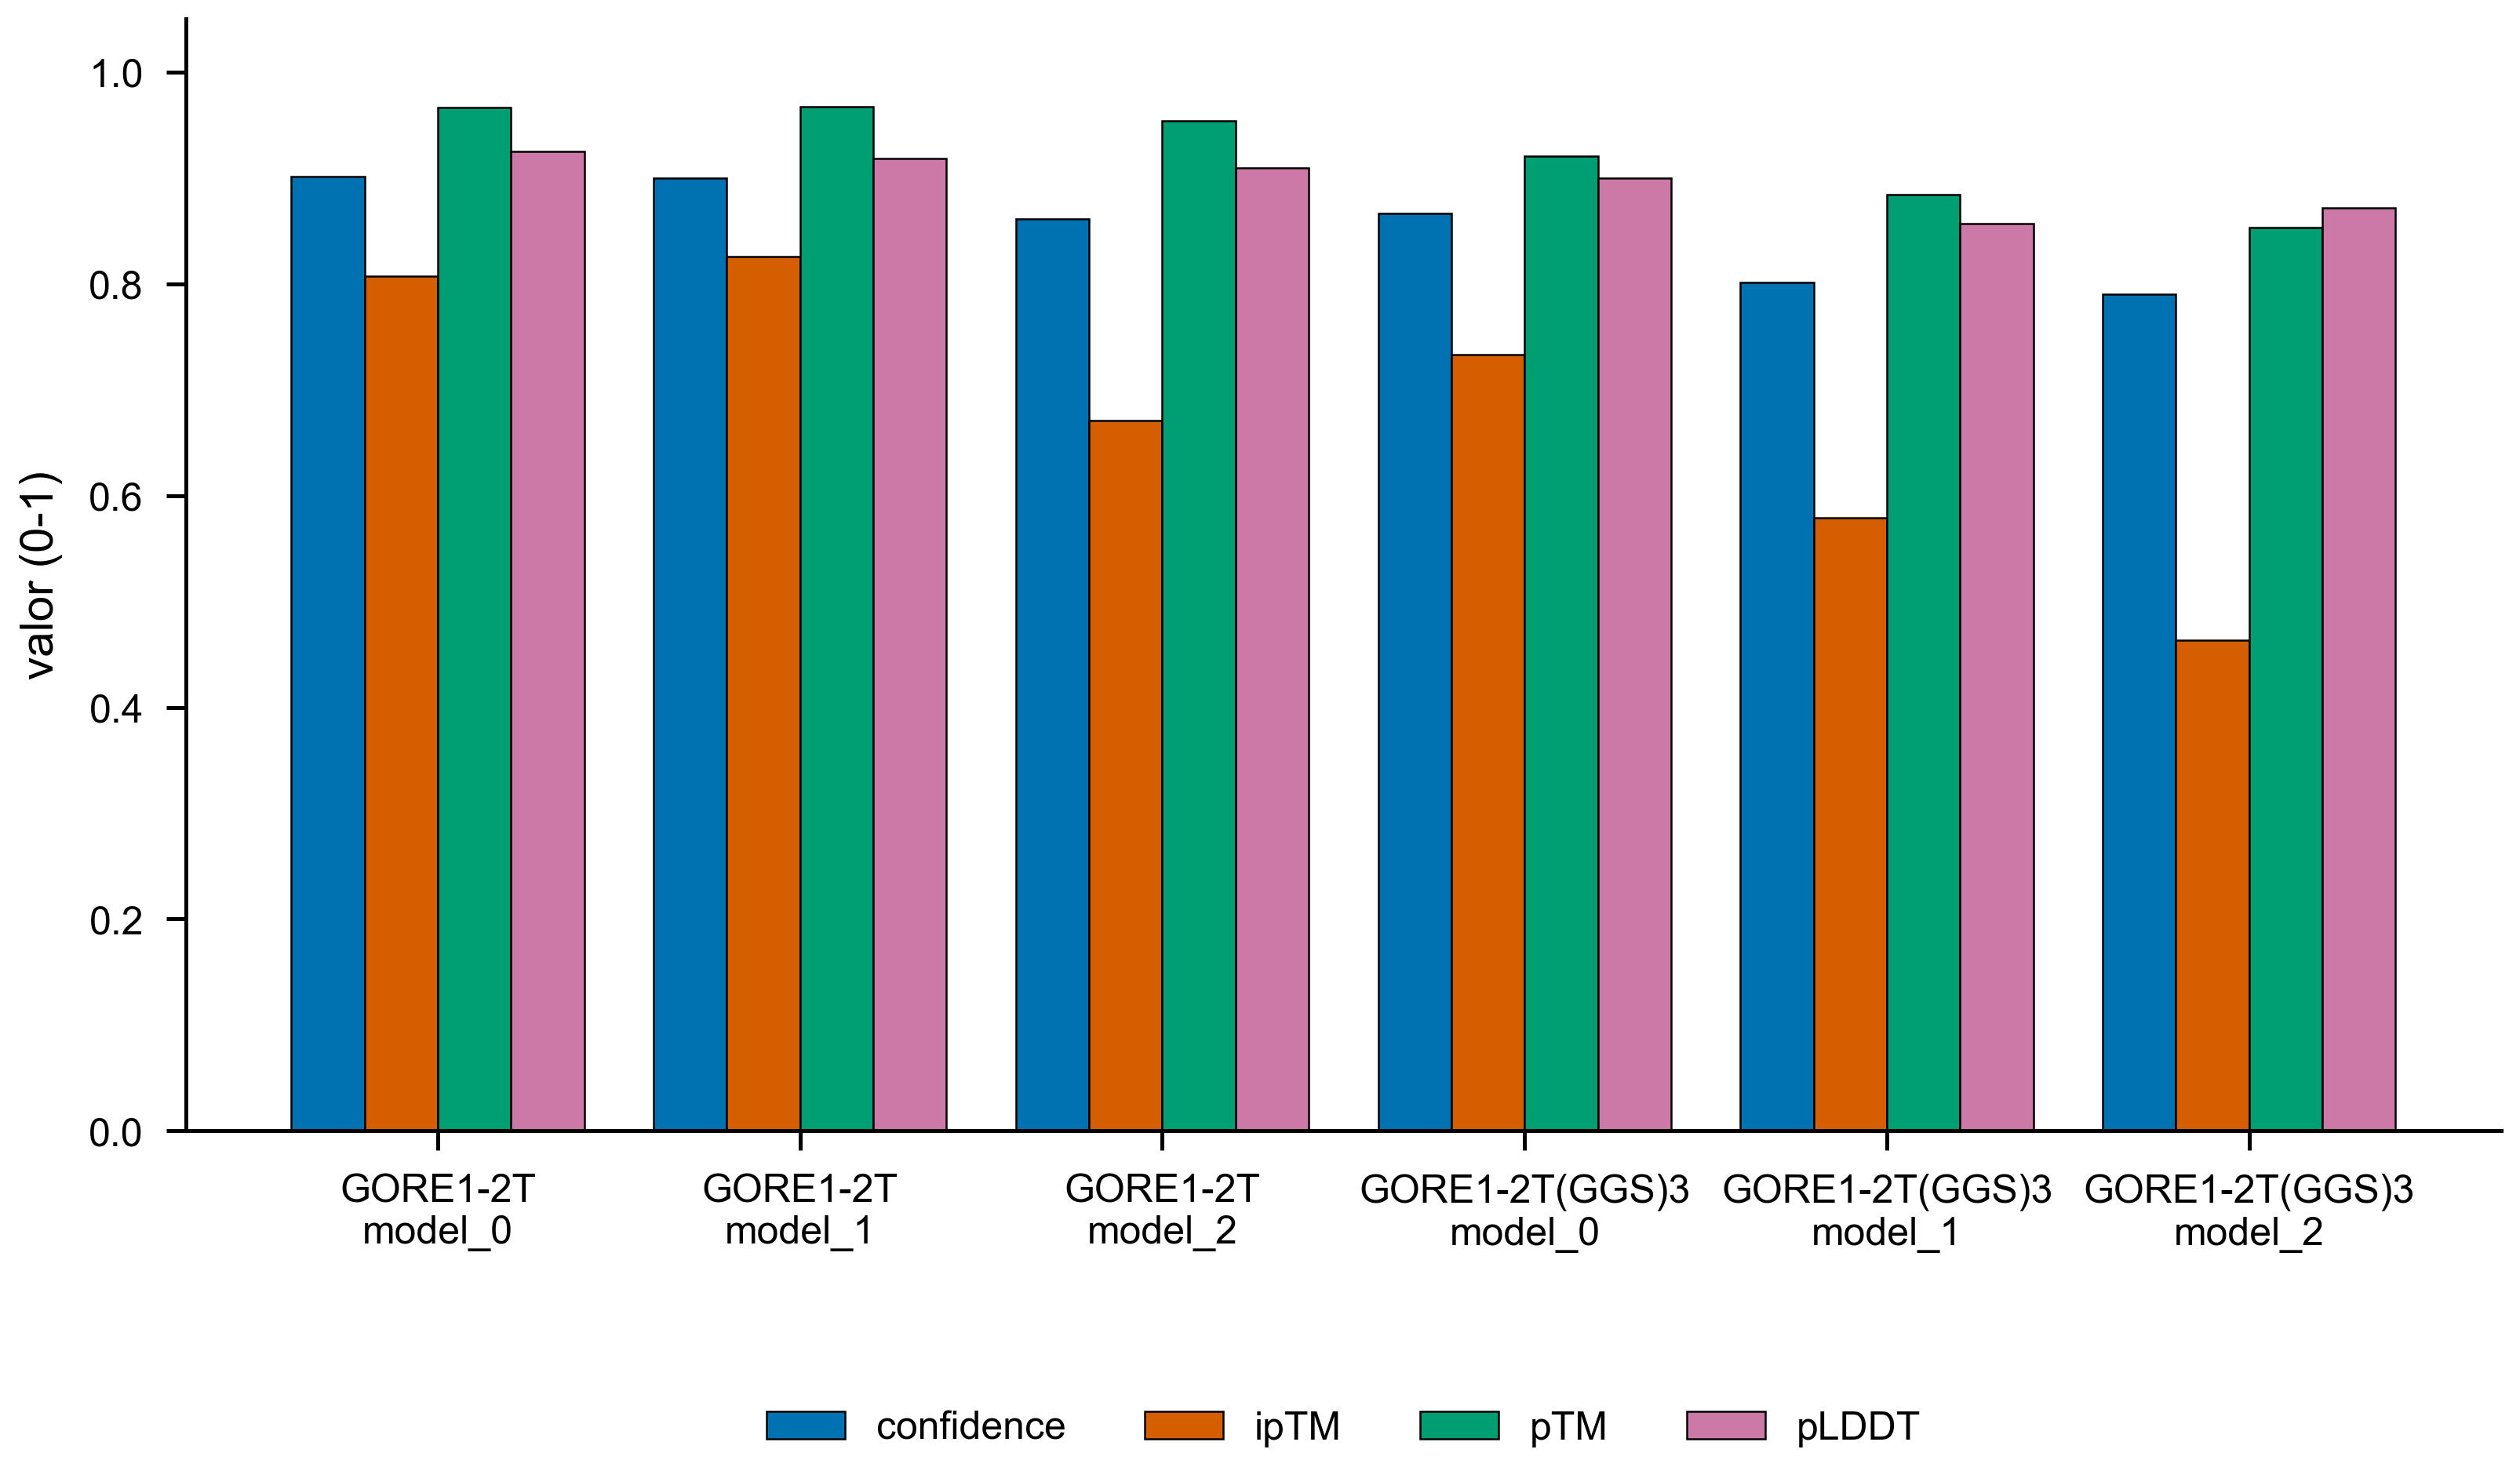 valor (0-1)
1.0
0.8
0.6
0.4
0.2
0.0
GORE1-2T
model_0
GORE1-2T
model_1
GORE1-2T
model_2
GORE1-2T(GGS)3
model_0
GORE1-2T(GGS)3
model_1
GORE1-2T(GGS)3
model_2
confidence
ipTM
pTM
pLDDT